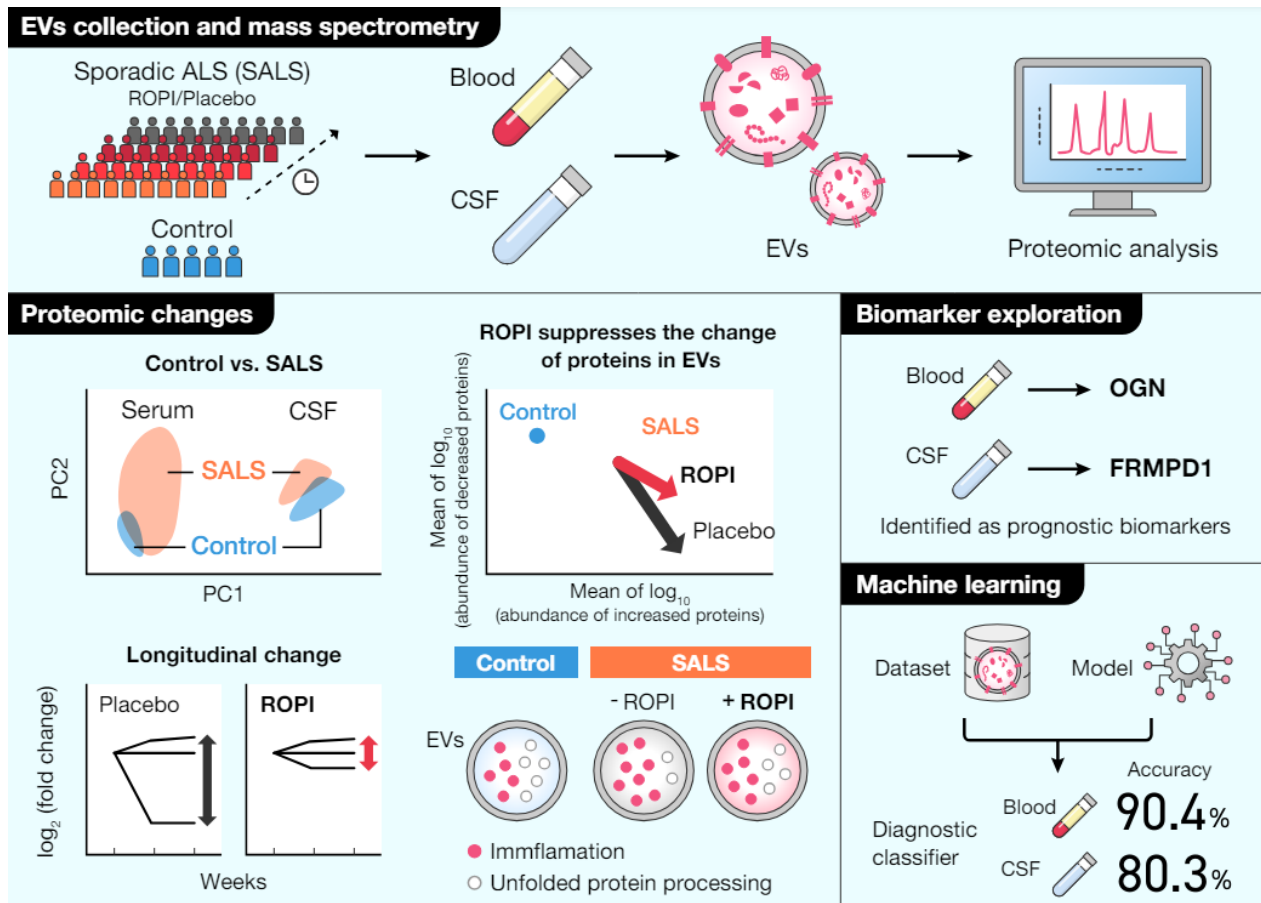 EVs collection and mass spectrometry
Sporadic ALS (SALS)
ROPI/Placebo
Control
Blood
CSF
EVs
Proteomic analysis
Proteomic changes
Control vs. SALS
Serum
CSF
SALS
Control
PC2
PC1
ROPI suppresses the change
of proteins in EVs
Control
SALS
ROPI
Placebo
Mean of log10
(abundance of decreased proteins)
Mean of log10
(abundance of increased proteins)
Longitudinal change
Placebo
ROPI
log2 (fold change)
Weeks
Control
SALS
- ROPI
+ ROPI
EVs
Immflamation
Unfolded protein processing
Biomarker exploration
Blood
OGN
CSF
FRMPD1
Identified as prognostic biomarkers
Machine learning
Dataset
Model
Accuracy
Diagnostic
classifier
Blood
90.4%
CSF
80.3%